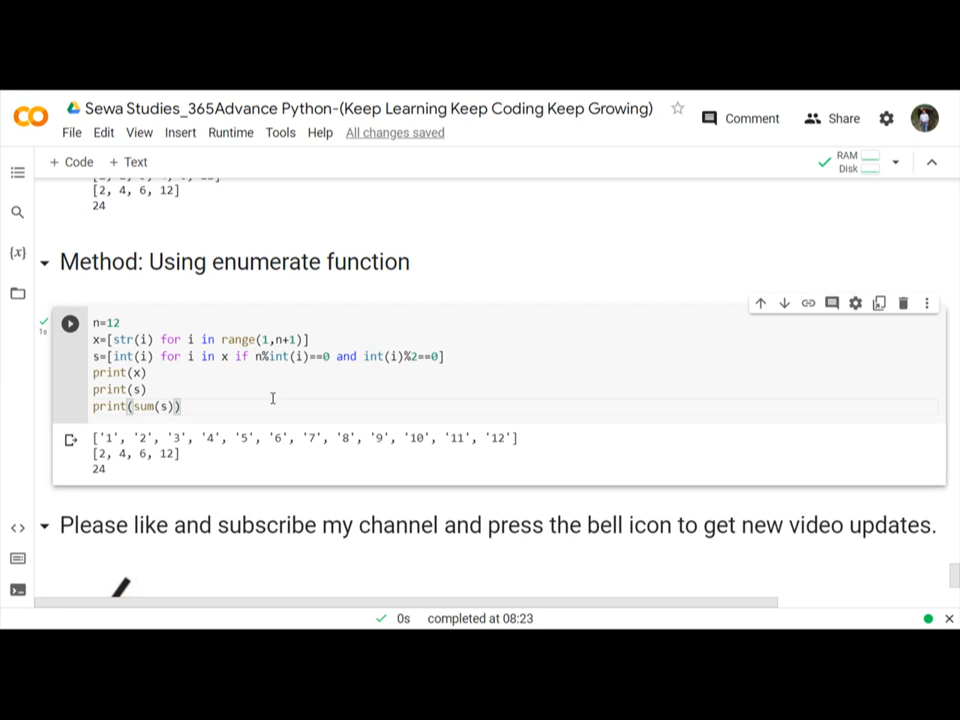 Sewa Studies_365Advance Python-(Keep Learning Keep Coding Keep Growing)
Comment
Share
File Edit View Insert Runtime Tools Help All changes saved
+ Code + Text
RAM
Disk
[2, 4, 6, 12]
24
Method: Using enumerate function
1s
n=12
x=[str(i) for i in range(1,n+1)]
s=[int(i) for i in x if n%int(i)==0 and int(i)%2==0]
print(x)
print(s)
print(sum(s))
['1', '2', '3', '4', '5', '6', '7', '8', '9', '10', '11', '12']
[2, 4, 6, 12]
24
Please like and subscribe my channel and press the bell icon to get new video updates.
0s completed at 08:23